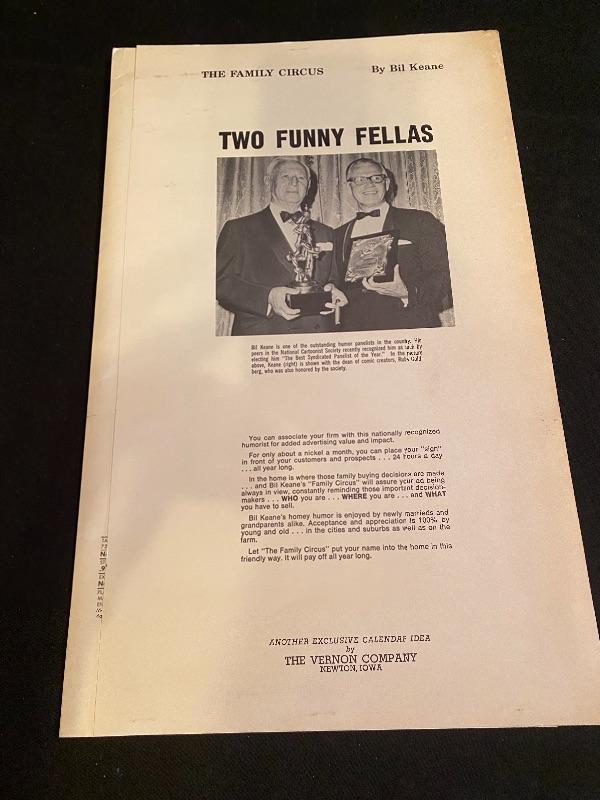 THE FAMILY CIRCUS By Bil Keane
TWO FUNNY FELLAS
Bil Keane is one of the outstanding humor panelists in the country. His
peers in the National Cartoonist Society recently recognized him as such by
electing him "The Best Syndicated Panelist of the Year." In the picture
above, Keane (right) is shown with the dean of comic creators, Rube Gold
berg, who was also honored by the society.
You can associate your firm with this nationally recognized
humorist for added advertising value and impact.
For only about a nickel a month, you can place your "sign"
in front of your customers and prospects . . . 24 hours a day
. . . all year long.
In the home is where those family buying decisions are made
. . . and Bil Keane's "Family Circus" will assure your ad being
always in view, constantly reminding those important decision-
makers . . . WHO you are . . . WHERE you are . . . and WHAT
you have to sell.
Bil Keane's homey humor is enjoyed by newly marrieds and
grandparents alike. Acceptance and appreciation is 100% by
young and old . . . in the cities and suburbs as well as on the
farm.
Let "The Family Circus" put your name into the home in this
friendly way. It will pay off all year long.
ANOTHER EXCLUSIVE CALENDAR IDEA
by
THE VERNON COMPANY
NEWTON, IOWA